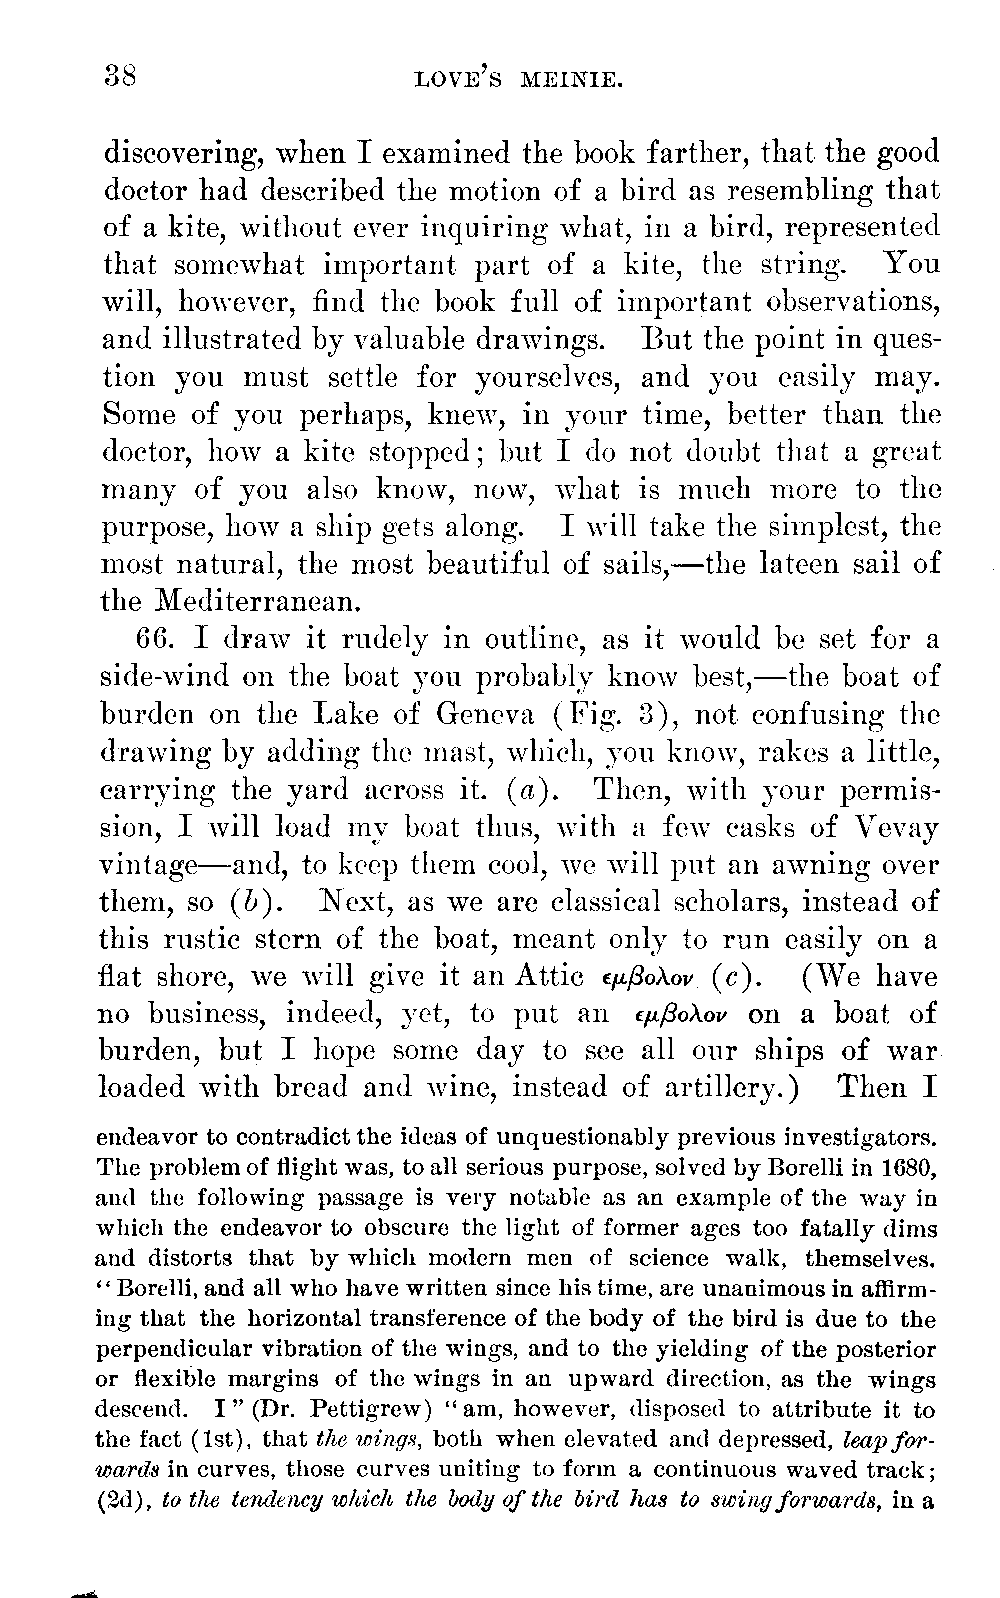 38 LOVE'S MEINIE.
discovering, when I examined the book farther, that the good
doctor had described the motion of a bird as resembling that
of a kite, without ever inquiring what, in a bird, represented
that somewhat important part of a kite, the string. You
will, however, find the book full of important observations,
and illustrated by valuable drawings. But the point in ques-
tion you must settle for yourselves, and you easily may.
Some of you perhaps, knew, in your time, better than the
doctor, how a kite stopped; but I do not doubt that a great
many of you also know, now, what is much more to the
purpose, how a ship gets along. I will take the simplest, the
most natural, the most beautiful of sails,—the lateen sail of
the Mediterranean.
66. I draw it rudely in outline, as it would be set for a
side-wind on the boat you probably know best,—the boat of
burden on the Lake of Geneva (Fig. 3), not confusing the
drawing by adding the mast, which, you know, rakes a little,
carrying the yard across it. (a). Then, with your permis-
sion, I will load my boat thus, with a few casks of Vevay
vintage—and, to keep them cool, we will put an awning over
them, so (b). Next, as we are classical scholars, instead of
this rustic stern of the boat, meant only to run easily on a
flat shore, we will give it an Attic εμβολον (c). (We have
no business, indeed, yet, to put an εμβολον on a boat of
burden, but I hope some day to see all our ships of war
loaded with bread and wine, instead of artillery.) Then I
endeavor to contradict the ideas of unquestionably previous investigators.
The problem of flight was, to all serious purpose, solved by Borelli in 1680,
and the following passage is very notable as an example of the way in
which the endeavor to obscure the light of former ages too fatally dims
and distorts that by which modern men of science walk, themselves.
“Borelli, and all who have written since his time, are unanimous in affirm-
ing that the horizontal transference of the body of the bird is due to the
perpendicular vibration of the wings, and to the yielding of the posterior
or flexible margins of the wings in an upward direction, as the wings
descend. I” (Dr. Pettigrew) “am, however, disposed to attribute it to
the fact (1st), that the wings, both when elevated and depressed, leap for-
wards in curves, those curves uniting to form a continuous waved track;
(2d), to the tendency which the body of the bird has to swing forwards, in a